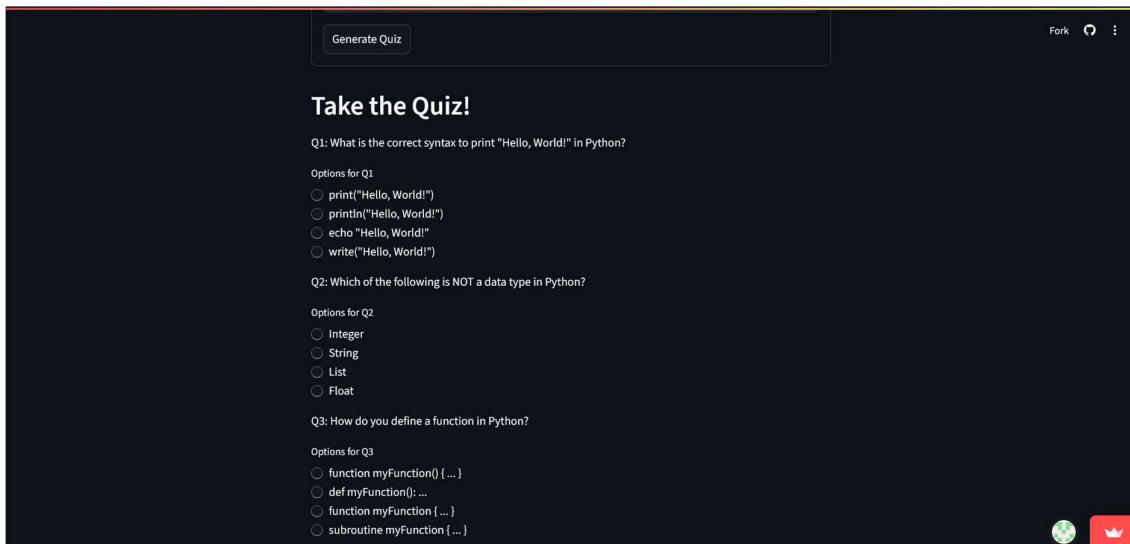 Generate Quiz
Fork
Take the Quiz!
Q1: What is the correct syntax to print "Hello, World!" in Python?
Options for Q1
print("Hello, World!")
println("Hello, World!")
echo "Hello, World!"
write("Hello, World!")
Q2: Which of the following is NOT a data type in Python?
Options for Q2
Integer
String
List
Float
Q3: How do you define a function in Python?
Options for Q3
function myFunction() { ... }
def myFunction(): ...
function myFunction { ... }
subroutine myFunction { ... }